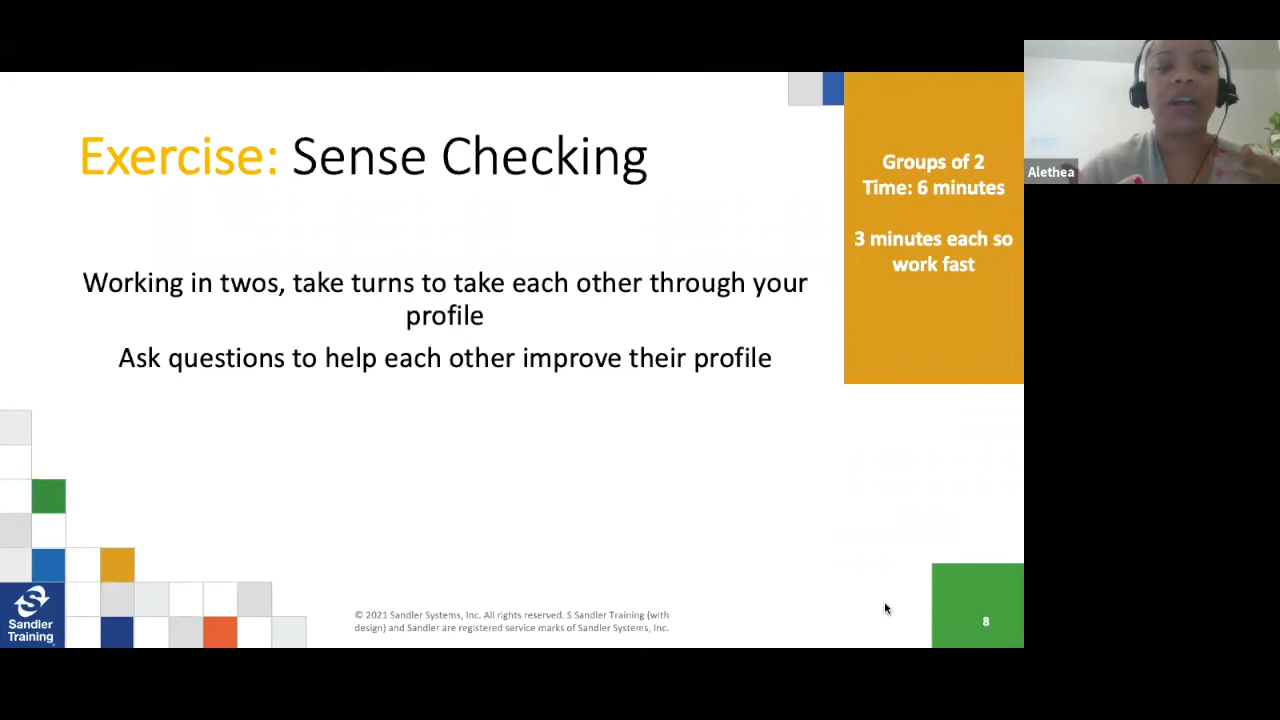 Exercise: Sense Checking
Groups of 2
Time: 6 minutes
3 minutes each so
work fast
Alethea
Working in twos, take turns to take each other through your
profile
Ask questions to help each other improve their profile
Sandler
Training
© 2021 Sandler Systems, Inc. All rights reserved. S Sandler Training (with
design) and Sandler are registered service marks of Sandler Systems, Inc.
8